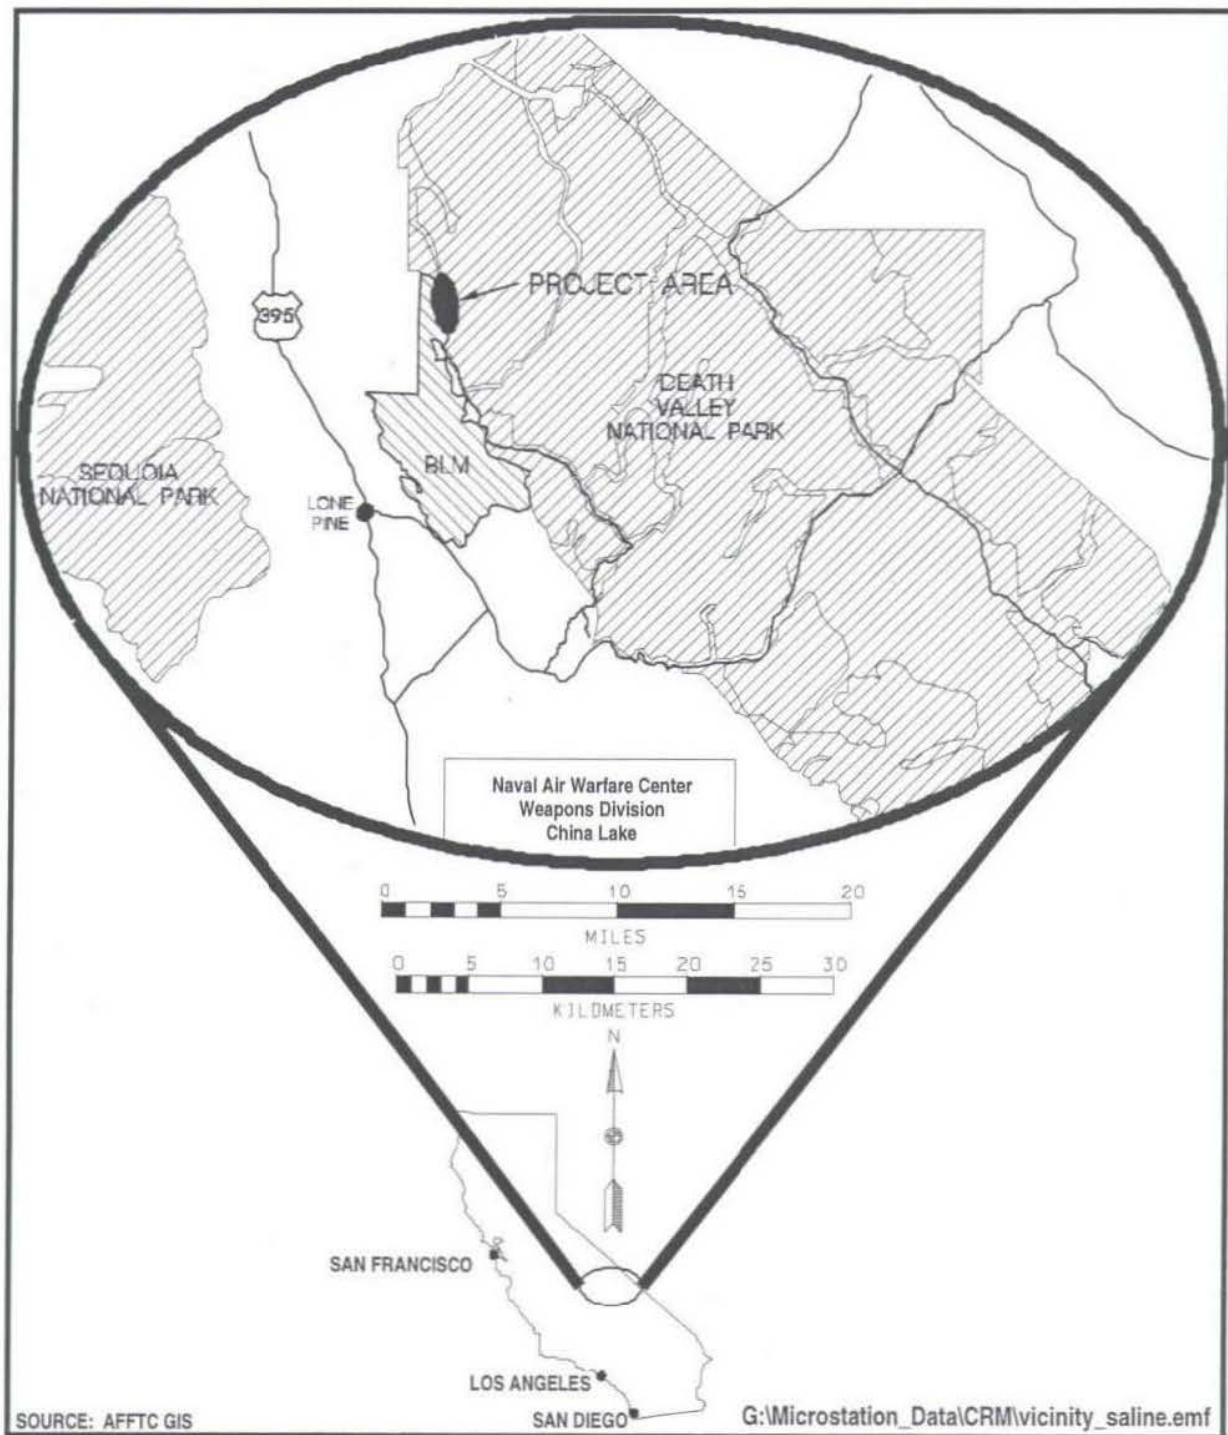 395
PROJECT AREA
DEATH
VALLEY
NATIONAL PARK
SEQUOIA
NATIONAL PARK
BLM
LONE
PINE
Naval Air Warfare Center
Weapons Division
China Lake
0 5 10 15 20
MILES
0 5 10 15 20 25 30
KILOMETERS
N
SAN FRANCISCO
LOS ANGELES
SAN DIEGO
SOURCE: AFFTC GIS
G:\Microstation_Data\CRM\vicinity_saline.emf